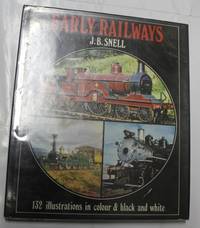 EARLY RAILWAYS
J.B. SNELL
132 illustrations in colour & black and white